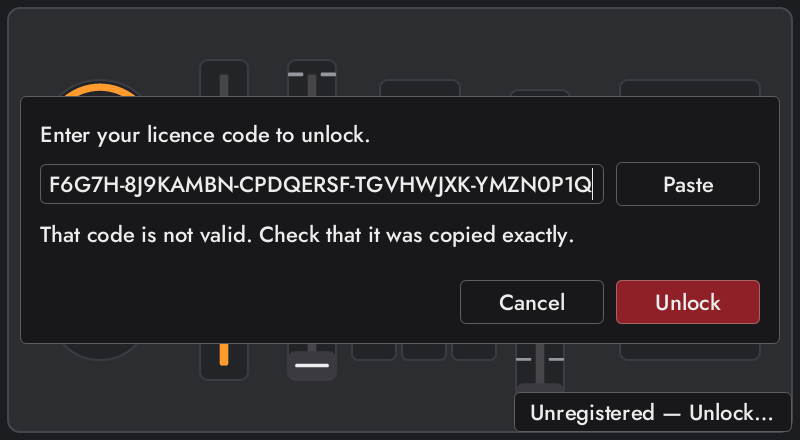 Enter your licence code to unlock.
F6G7H-8J9KAMBN-CPDQERSF-TGVHWJXK-YMZN0P1Q
Paste
That code is not valid. Check that it was copied exactly.
Cancel
Unlock
Unregistered — Unlock...